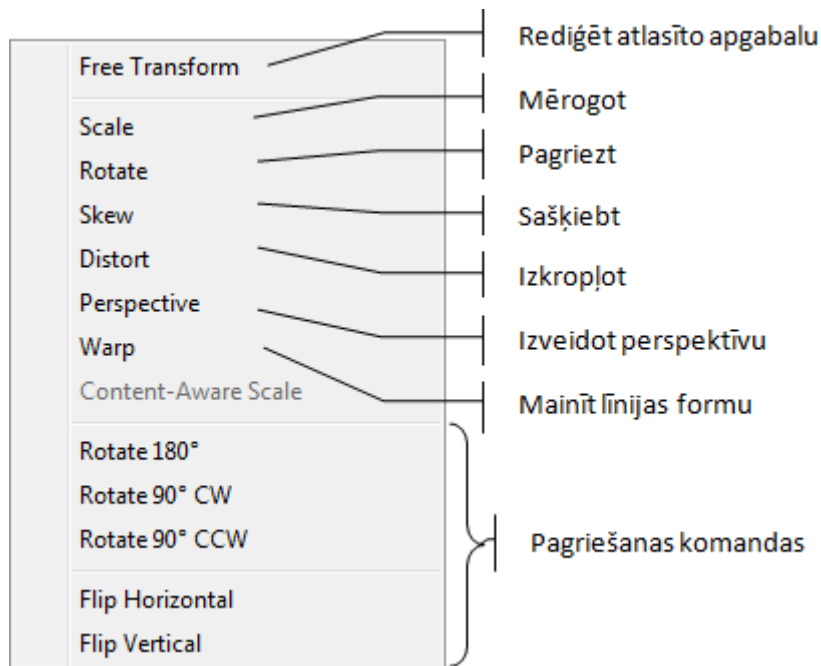 Free Transform
Rediģēt atlasīto apgabalu
Scale
Mērogot
Rotate
Pagriezt
Skew
Sašķiebt
Distort
Izkropļot
Perspective
Izveidot perspektīvu
Warp
Mainīt līnijas formu
Content-Aware Scale
Rotate 180°
Rotate 90° CW
Rotate 90° CCW
Pagriešanas komandas
Flip Horizontal
Flip Vertical